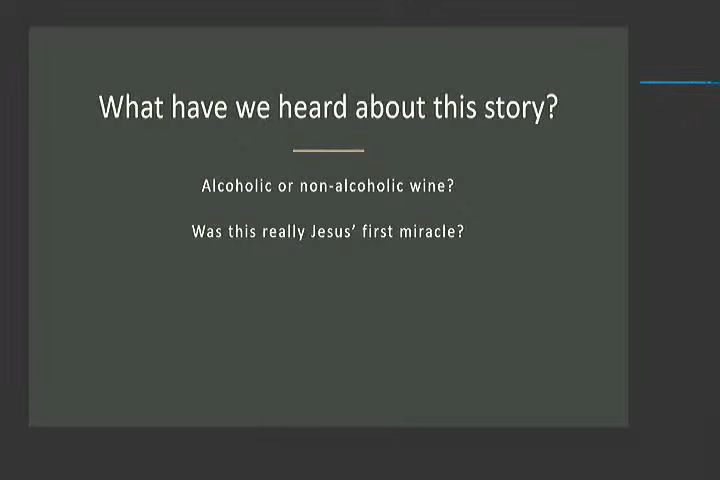 What have we heard about this story?
Alcoholic or non-alcoholic wine?
Was this really Jesus’ first miracle?